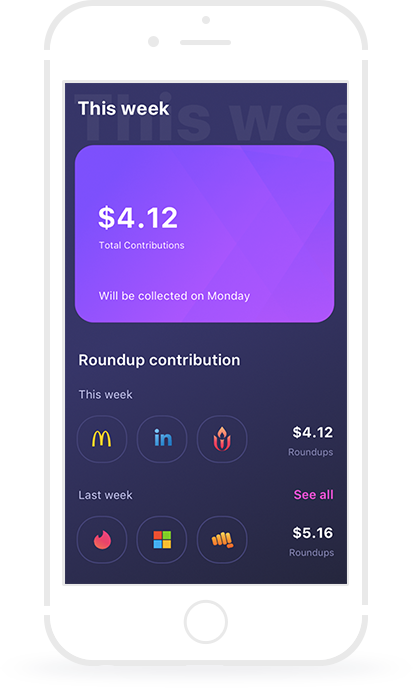 This week
This wee
$4.12
Total Contributions
Will be collected on Monday
Roundup contribution
This week
in
$4.12
Roundups
Last week
See all
$5.16
Roundups